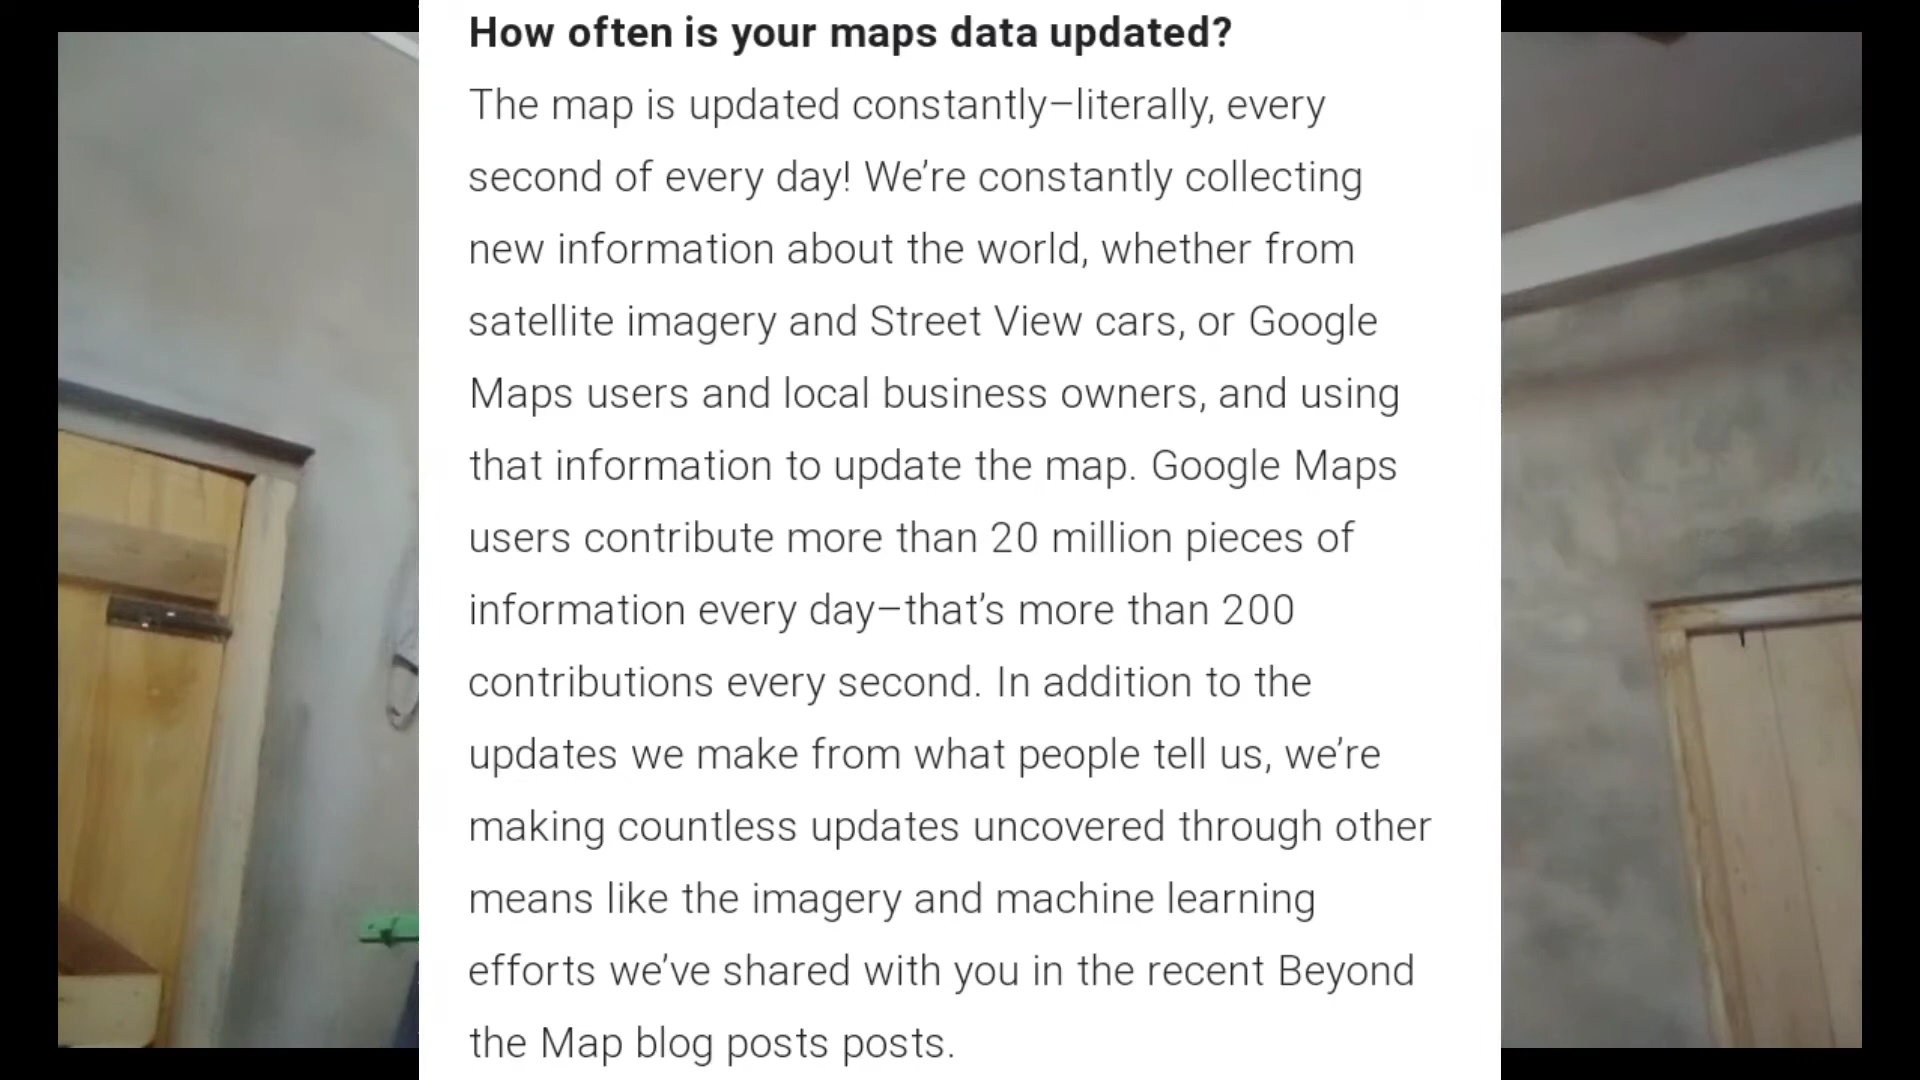 How often is your maps data updated?
The map is updated constantly–literally, every
second of every day! We’re constantly collecting
new information about the world, whether from
satellite imagery and Street View cars, or Google
Maps users and local business owners, and using
that information to update the map. Google Maps
users contribute more than 20 million pieces of
information every day–that’s more than 200
contributions every second. In addition to the
updates we make from what people tell us, we’re
making countless updates uncovered through other
means like the imagery and machine learning
efforts we’ve shared with you in the recent Beyond
the Map blog posts posts.